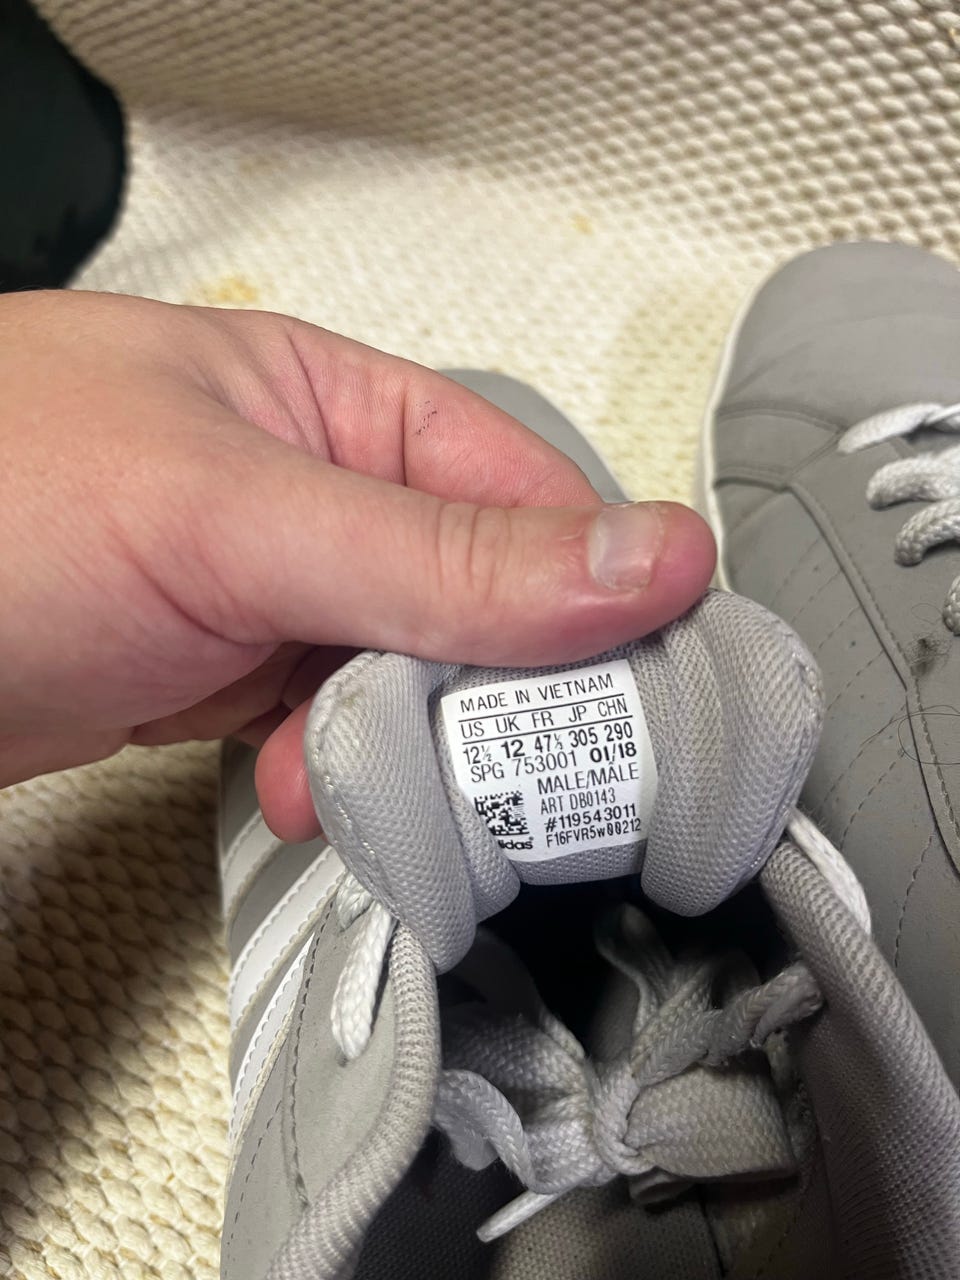 MADE IN VIETNAM
US UK FR JP CHN
12½ 12 47⅓ 305 290
SPG 753001 01/18
MALE/MÂLE
ART DB0143
#119543011
F16FVR5w00212
adidas®